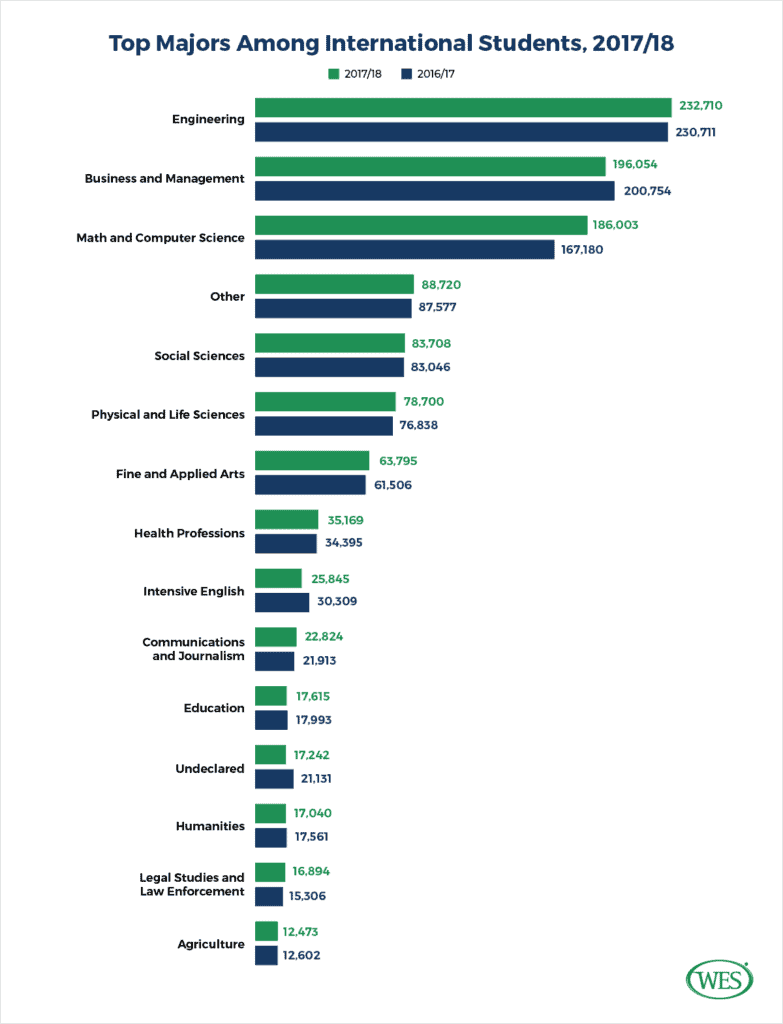 Top Majors Among International Students, 2017/18
2017/18 2016/17
Engineering
232,710
230,711
Business and Management
196,054
200,754
Math and Computer Science
186,003
167,180
Other
88,720
87,577
Social Sciences
83,708
83,046
Physical and Life Sciences
78,700
76,838
Fine and Applied Arts
63,795
61,506
Health Professions
35,169
34,395
Intensive English
25,845
30,309
Communications
and Journalism
22,824
21,913
Education
17,615
17,993
Undeclared
17,242
21,131
Humanities
17,040
17,561
Legal Studies and
Law Enforcement
16,894
15,306
Agriculture
12,473
12,602
WES